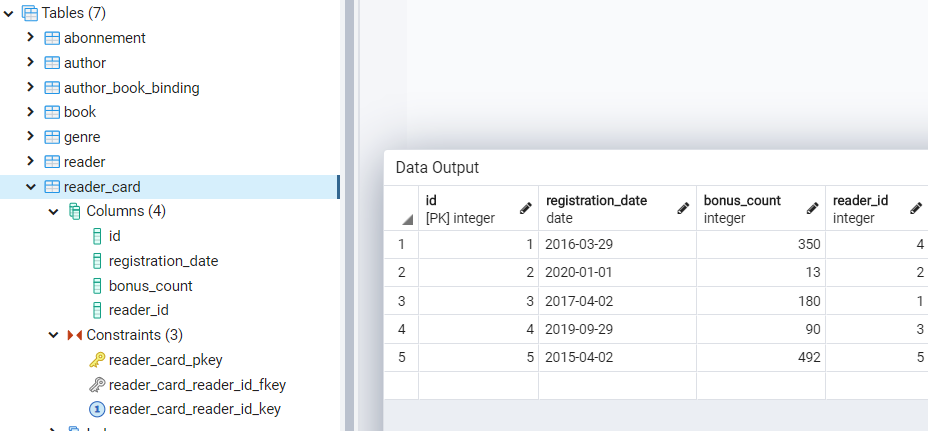 Tables (7)
abonnement
author
author_book_binding
book
genre
reader
reader_card
Columns (4)
id
registration_date
bonus_count
reader_id
Constraints (3)
reader_card_pkey
reader_card_reader_id_fkey
1 reader_card_reader_id_key
Data Output
id registration_date bonus_count reader_id
[PK] integer date integer integer
1 1 2016-03-29 350 4
2 2 2020-01-01 13 2
3 3 2017-04-02 180 1
4 4 2019-09-29 90 3
5 5 2015-04-02 492 5